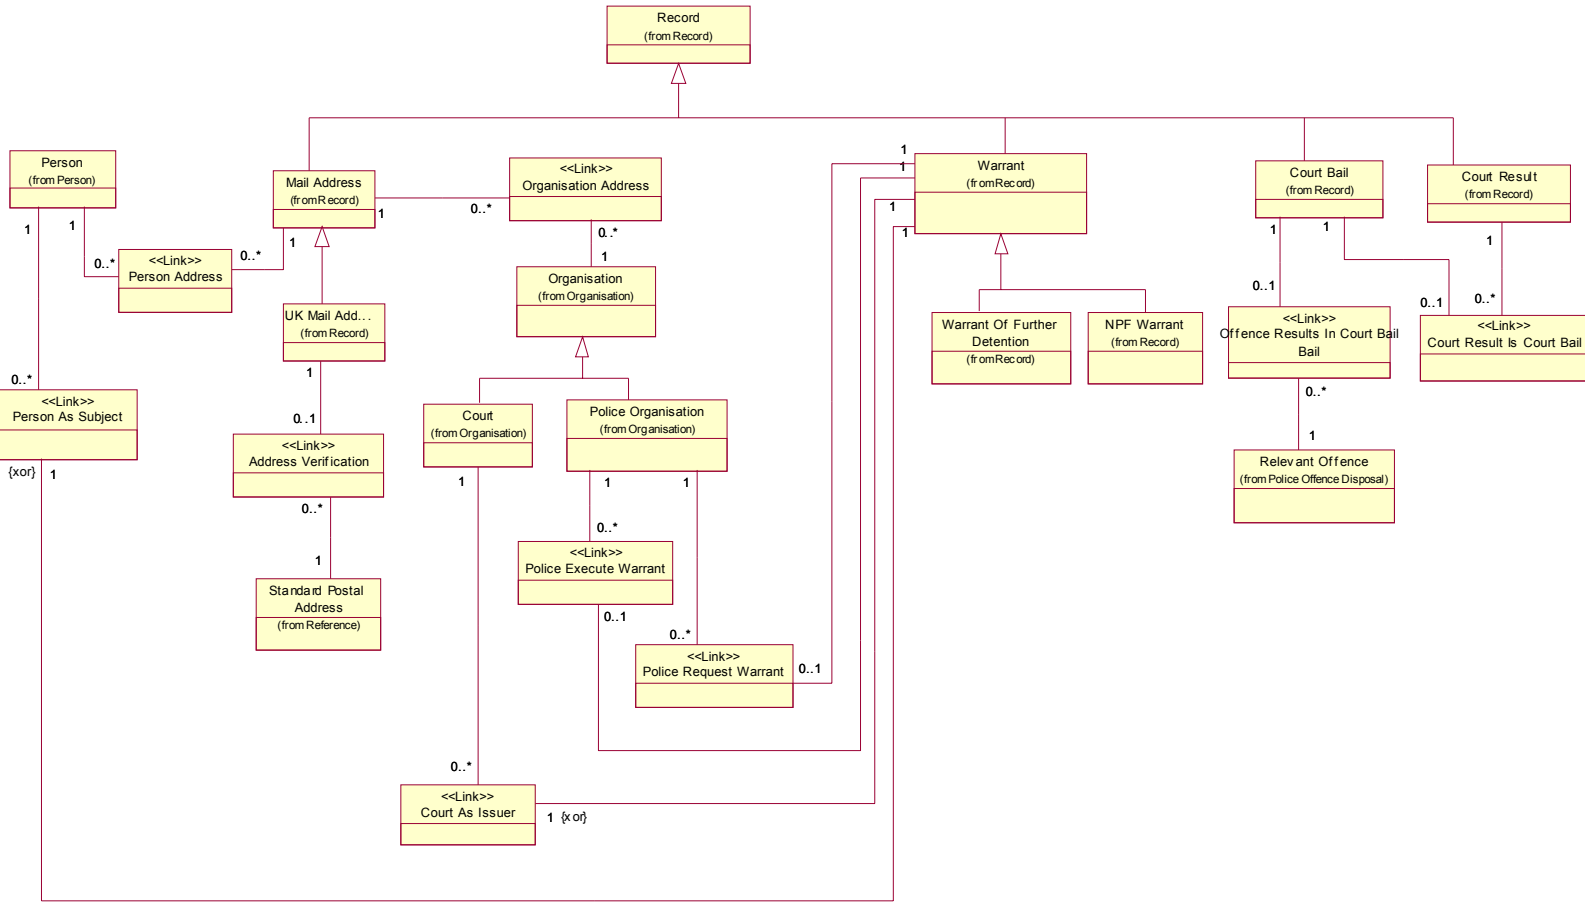 Record
(from Record)
Person
(from Person)
1
1
Mail Address
(from Record)
1
1
<<Link>>
Organisation Address
0..*
0..*
1
1
1
1
1
Warrant
(from Record)
Court Bail
(from Record)
1
1
Court Result
(from Record)
1
0..*
<<Link>>
Person Address
0..*
1
Organisation
(from Organisation)
UK Mail Add...
(from Record)
1
Warrant Of Further
Detention
(from Record)
NPF Warrant
(from Record)
0..1
<<Link>>
Offence Results In Court Bail
Bail
0..*
0..1
0..*
<<Link>>
Court Result Is Court Bail
0..*
<<Link>>
Person As Subject
{xor}
1
0..1
<<Link>>
Address Verification
0..*
Court
(from Organisation)
1
Police Organisation
(from Organisation)
1
1
1
Relevant Offence
(from Police Offence Disposal)
0..*
<<Link>>
Police Execute Warrant
0..1
1
Standard Postal
Address
(from Reference)
0..*
<<Link>>
Police Request Warrant
0..1
0..*
<<Link>>
Court As Issuer
1
{xor}